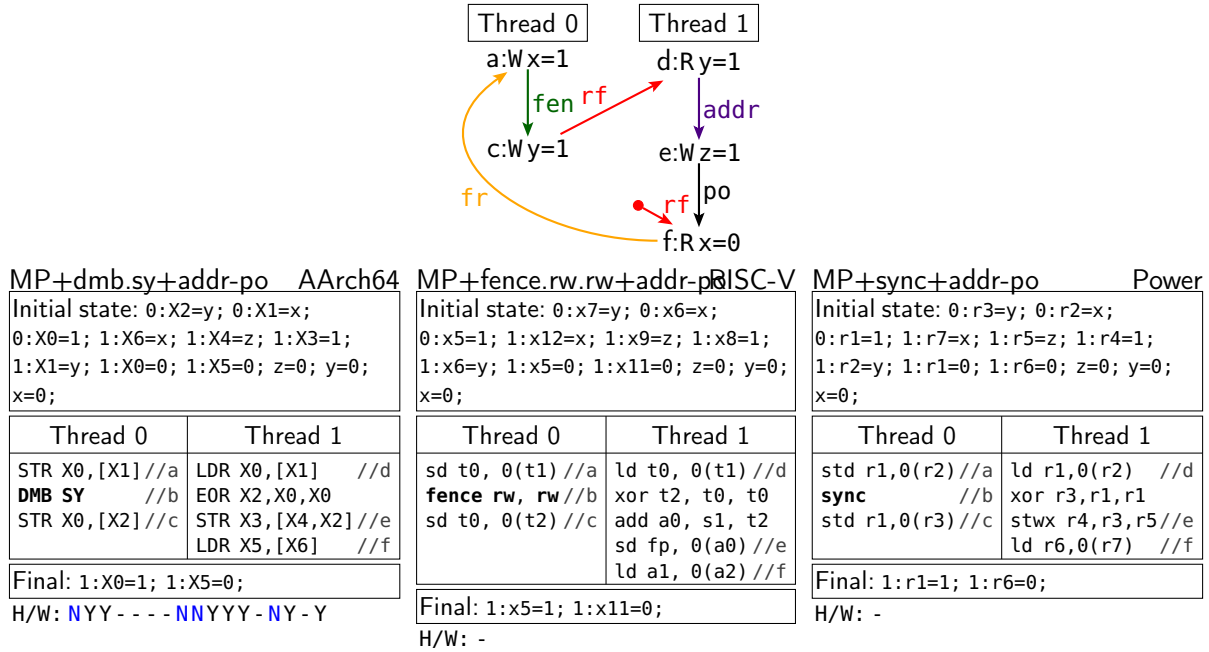 Thread 0 Thread 1
a:W x=1 d:R y=1
fen rf addr
c:W y=1 e:W z=1
fr rf po
f:R x=0
MP+dmb.sy+addr-po AArch64
Initial state: 0:X2=y; 0:X1=x;
0:X0=1; 1:X6=x; 1:X4=z; 1:X3=1;
1:X1=y; 1:X0=0; 1:X5=0; z=0; y=0;
x=0;
Thread 0 Thread 1
STR X0,[X1]//a LDR X0,[X1] //d
DMB SY //b EOR X2,X0,X0
STR X0,[X2]//c STR X3,[X4,X2]//e
LDR X5,[X6] //f
Final: 1:X0=1; 1:X5=0;
H/W: NYY----NNYYY-NY-Y
MP+fence.rw.rw+addr-po RISC-V
Initial state: 0:x7=y; 0:x6=x;
0:x5=1; 1:x12=x; 1:x9=z; 1:x8=1;
1:x6=y; 1:x5=0; 1:x11=0; z=0; y=0;
x=0;
Thread 0 Thread 1
sd t0, 0(t1)//a ld t0, 0(t1)//d
fence rw, rw//b xor t2, t0, t0
sd t0, 0(t2)//c add a0, s1, t2
sd fp, 0(a0)//e
ld a1, 0(a2)//f
Final: 1:x5=1; 1:x11=0;
H/W: -
MP+sync+addr-po Power
Initial state: 0:r3=y; 0:r2=x;
0:r1=1; 1:r7=x; 1:r5=z; 1:r4=1;
1:r2=y; 1:r1=0; 1:r6=0; z=0; y=0;
x=0;
Thread 0 Thread 1
std r1,0(r2)//a ld r1,0(r2) //d
sync //b xor r3,r1,r1
std r1,0(r3)//c stwx r4,r3,r5//e
ld r6,0(r7) //f
Final: 1:r1=1; 1:r6=0;
H/W: -